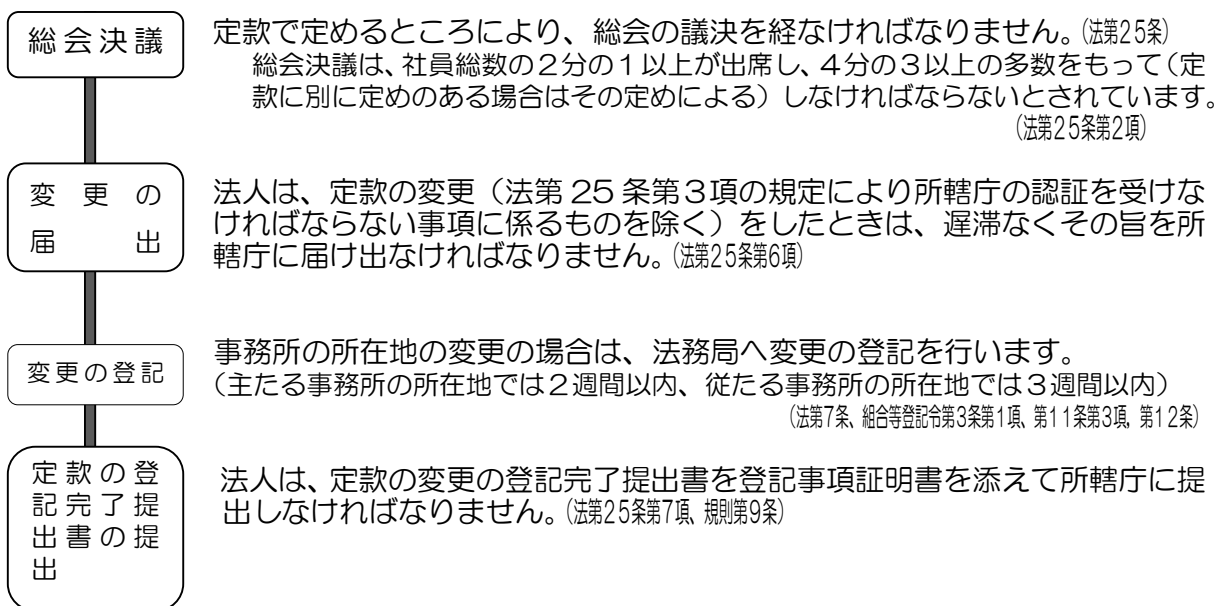 総会決議
定款で定めるところにより、総会の議決を経なければなりません。(法第25条)
総会決議は、社員総数の2分の1以上が出席し、4分の3以上の多数をもって(定
款に別に定めのある場合はその定めによる)しなければならないとされています。
(法第25条第2項)
変更の
届出
法人は、定款の変更(法第 25 条第3項の規定により所轄庁の認証を受けな
ければならない事項に係るものを除く)をしたときは、遅滞なくその旨を所
轄庁に届け出なければなりません。(法第25条第6項)
変更の登記
事務所の所在地の変更の場合は、法務局へ変更の登記を行います。
(主たる事務所の所在地では2週間以内、従たる事務所の所在地では3週間以内)
(法第7条、組合等登記令第3条第1項、第11条第3項、第12条)
定款の登
記完了提
出書の提
出
法人は、定款の変更の登記完了提出書を登記事項証明書を添えて所轄庁に提
出しなければなりません。(法第25条第7項、規則第9条)